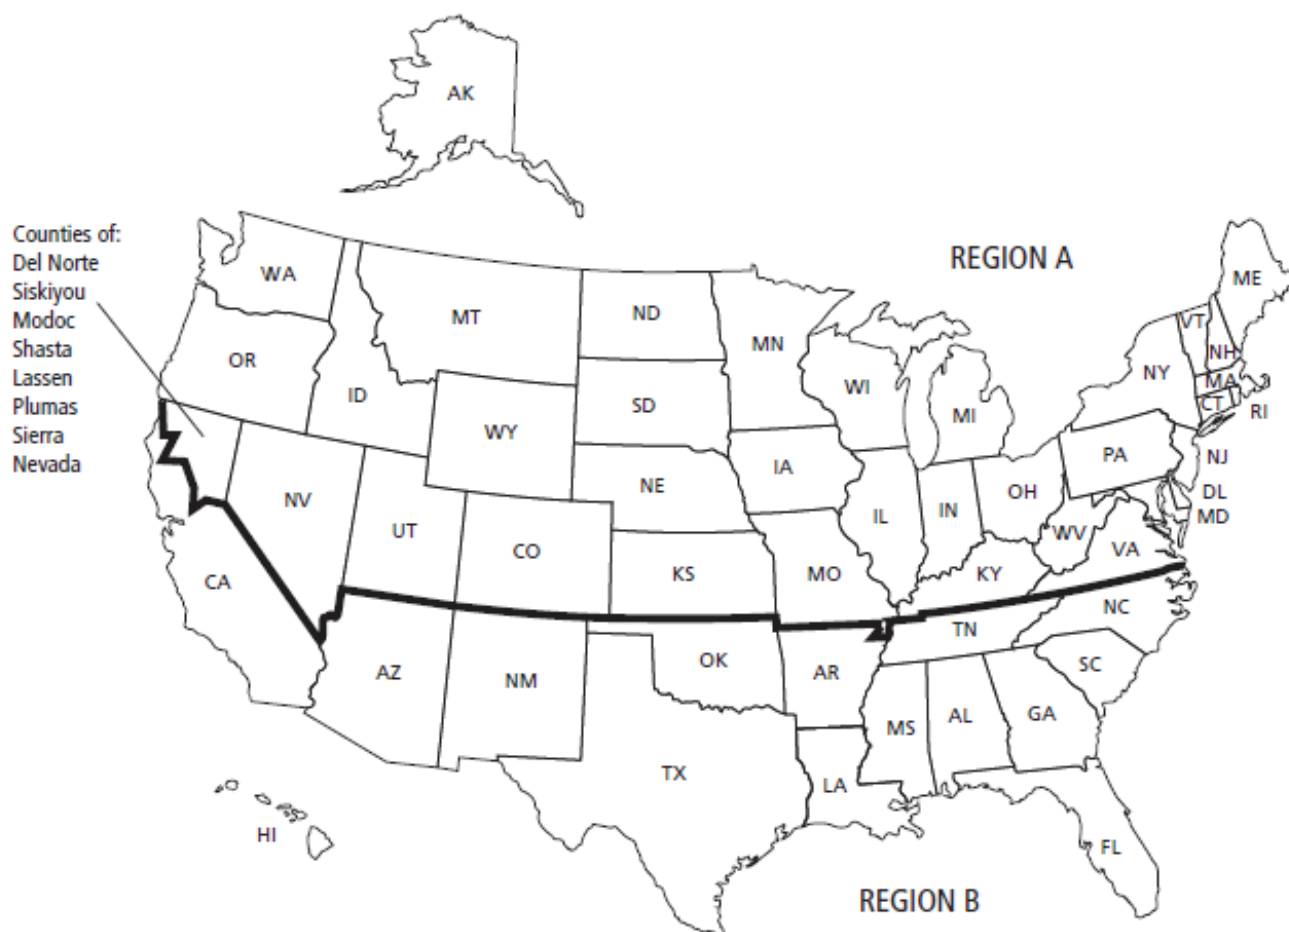 AK
Counties of:
Del Norte
Siskiyou
Modoc
Shasta
Lassen
Plumas
Sierra
Nevada
REGION A
WA
MT
ND
MN
ME
VT
NH
OR
ID
SD
WI
MI
NY
MA
CT
RI
WY
IA
PA
NJ
NV
UT
NE
IL
IN
OH
DL
MD
WV
VA
CO
KS
MO
KY
CA
NC
TN
AZ
NM
OK
AR
SC
MS
AL
GA
TX
LA
HI
FL
REGION B